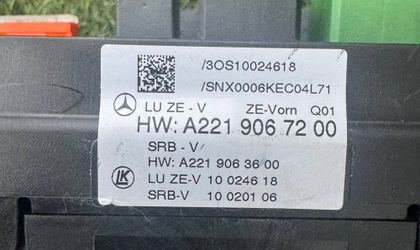 /3OS10024618
/SNX0006KEC04L71
LU ZE - V ZE-Vorn Q01
HW: A221 906 72 00
SRB - V
HW: A221 906 36 00
LU ZE-V 10 0246 18
SRB-V 10 0201 06
LK